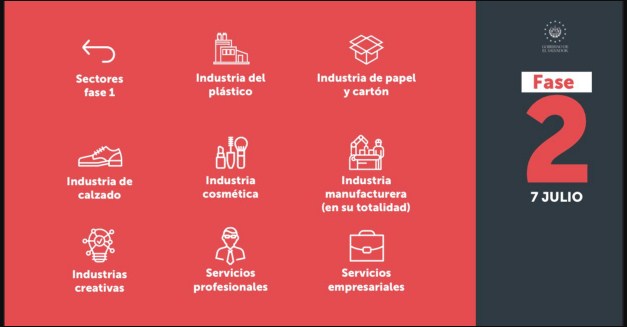 Sectores
fase 1
Industria del
plástico
Industria de papel
y cartón
Industria de
calzado
Industria
cosmética
Industria
manufacturera
(en su totalidad)
Industrias
creativas
Servicios
profesionales
Servicios
empresariales
GOBIERNO DE
EL SALVADOR
Fase
2
7 JULIO